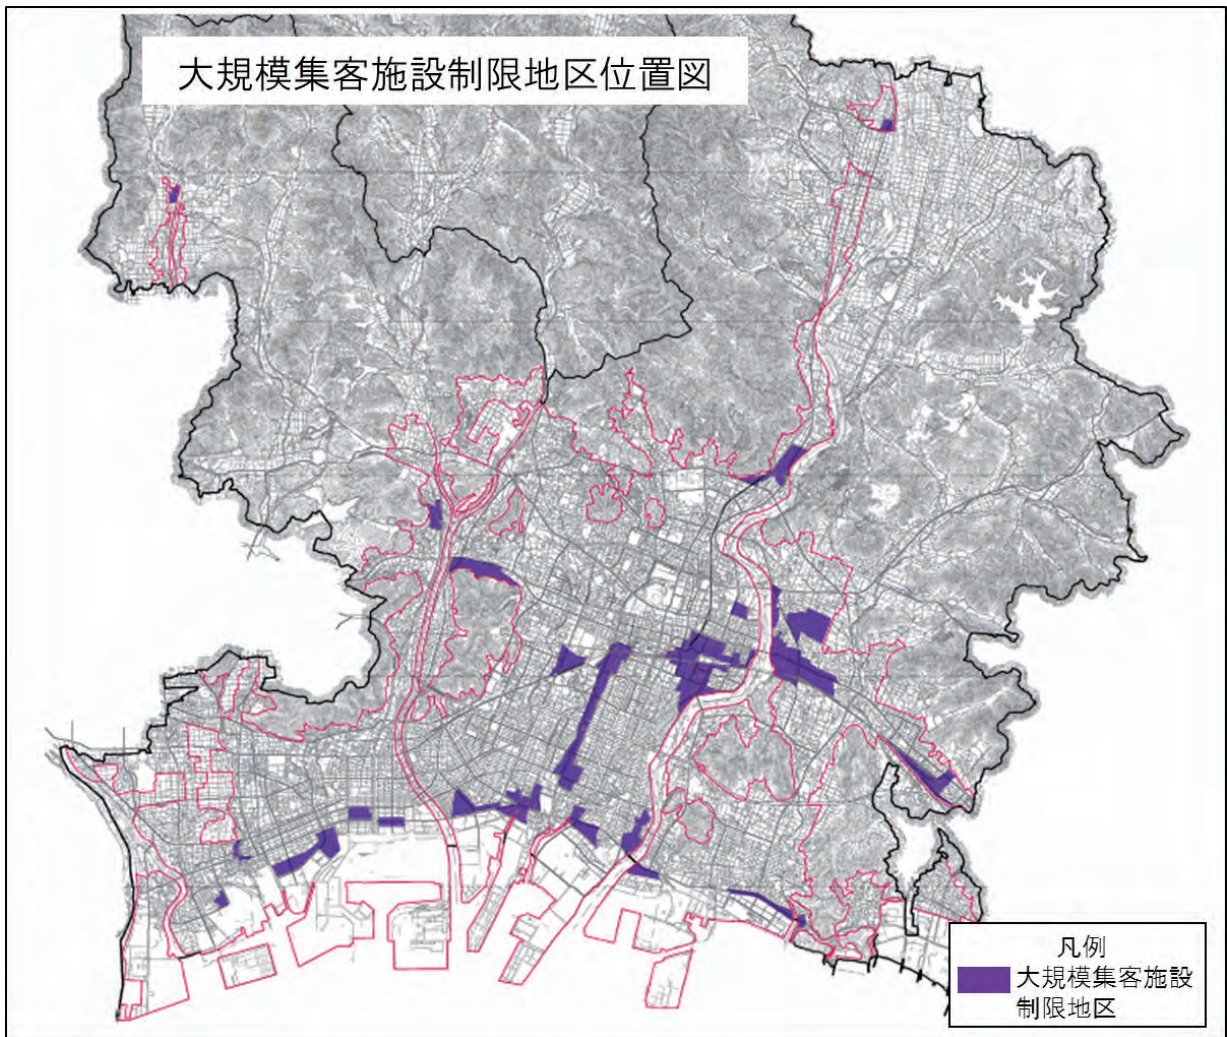 大規模集客施設制限地区位置図
凡例
大規模集客施設
制限地区